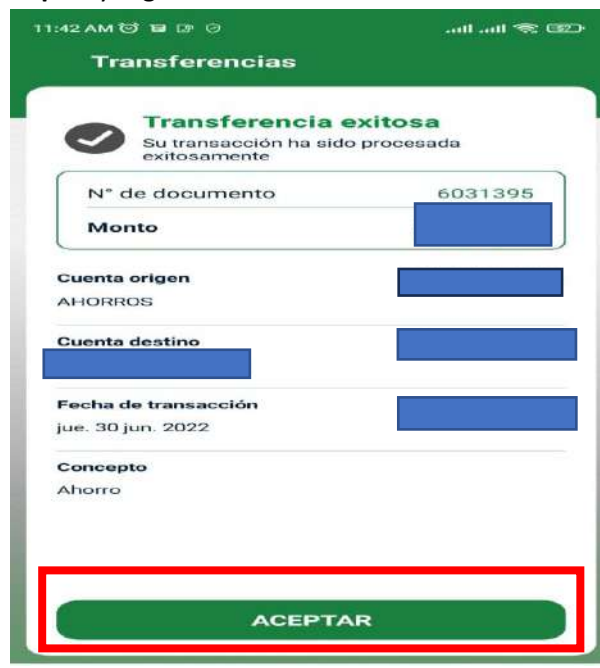 11:42 AM
Transferencias
Transferencia exitosa
Su transacción ha sido procesada
exitosamente
N° de documento 6031395
Monto
Cuenta origen
AHORROS
Cuenta destino
Fecha de transacción
jue. 30 jun. 2022
Concepto
Ahorro
ACEPTAR